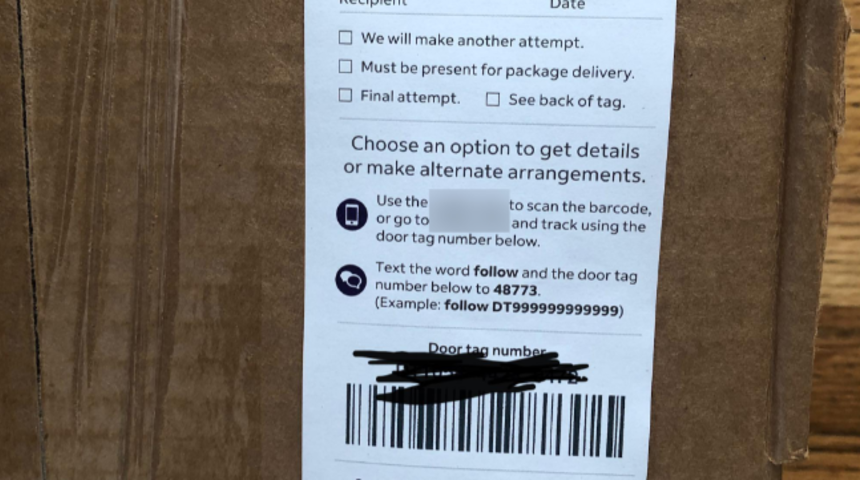 Recipient Date
We will make another attempt.
Must be present for package delivery.
Final attempt. See back of tag.
Choose an option to get details
or make alternate arrangements.
Use the to scan the barcode,
or go to and track using the
door tag number below.
Text the word follow and the door tag
number below to 48773.
(Example: follow DT999999999999)
Door tag number